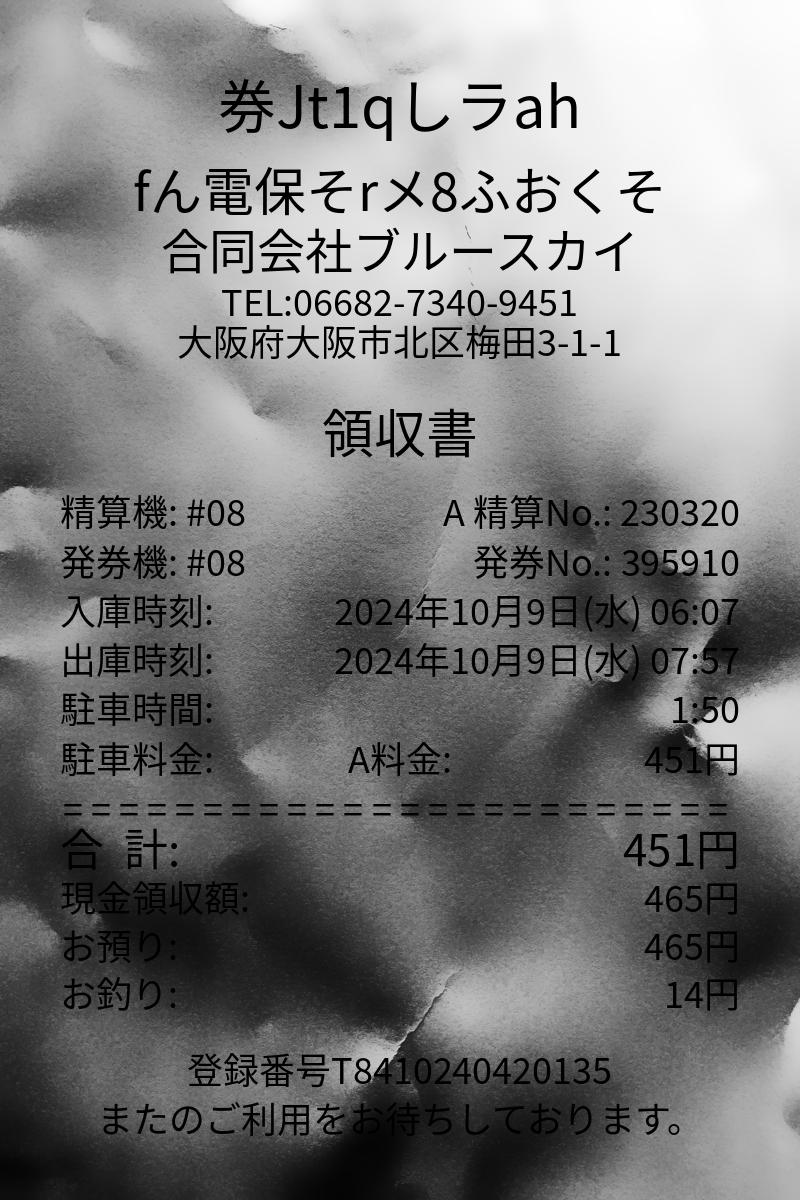 券Jt1qしラah
fん電保そrメ8ふおくそ
合同会社ブルースカイ
TEL:06682-7340-9451
大阪府大阪市北区梅田3-1-1
領収書
精算機: #08 A 精算No.: 230320
発券機: #08 発券No.: 395910
入庫時刻: 2024年10月9日(水) 06:07
出庫時刻: 2024年10月9日(水) 07:57
駐車時間: 1:50
駐車料金: A料金: 451円
========================
合 計: 451円
現金領収額: 465円
お預り: 465円
お釣り: 14円
登録番号T8410240420135
またのご利用をお待ちしております。